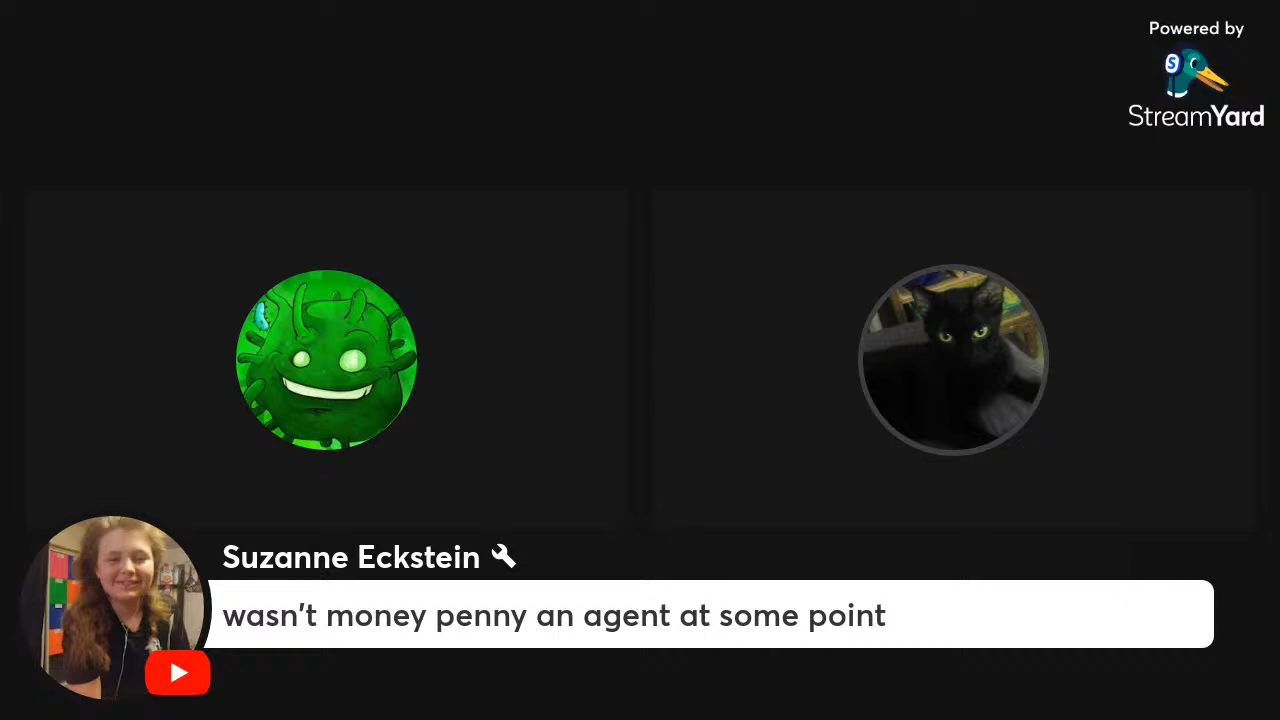 Powered by
S
StreamYard
Suzanne Eckstein
wasn't money penny an agent at some point